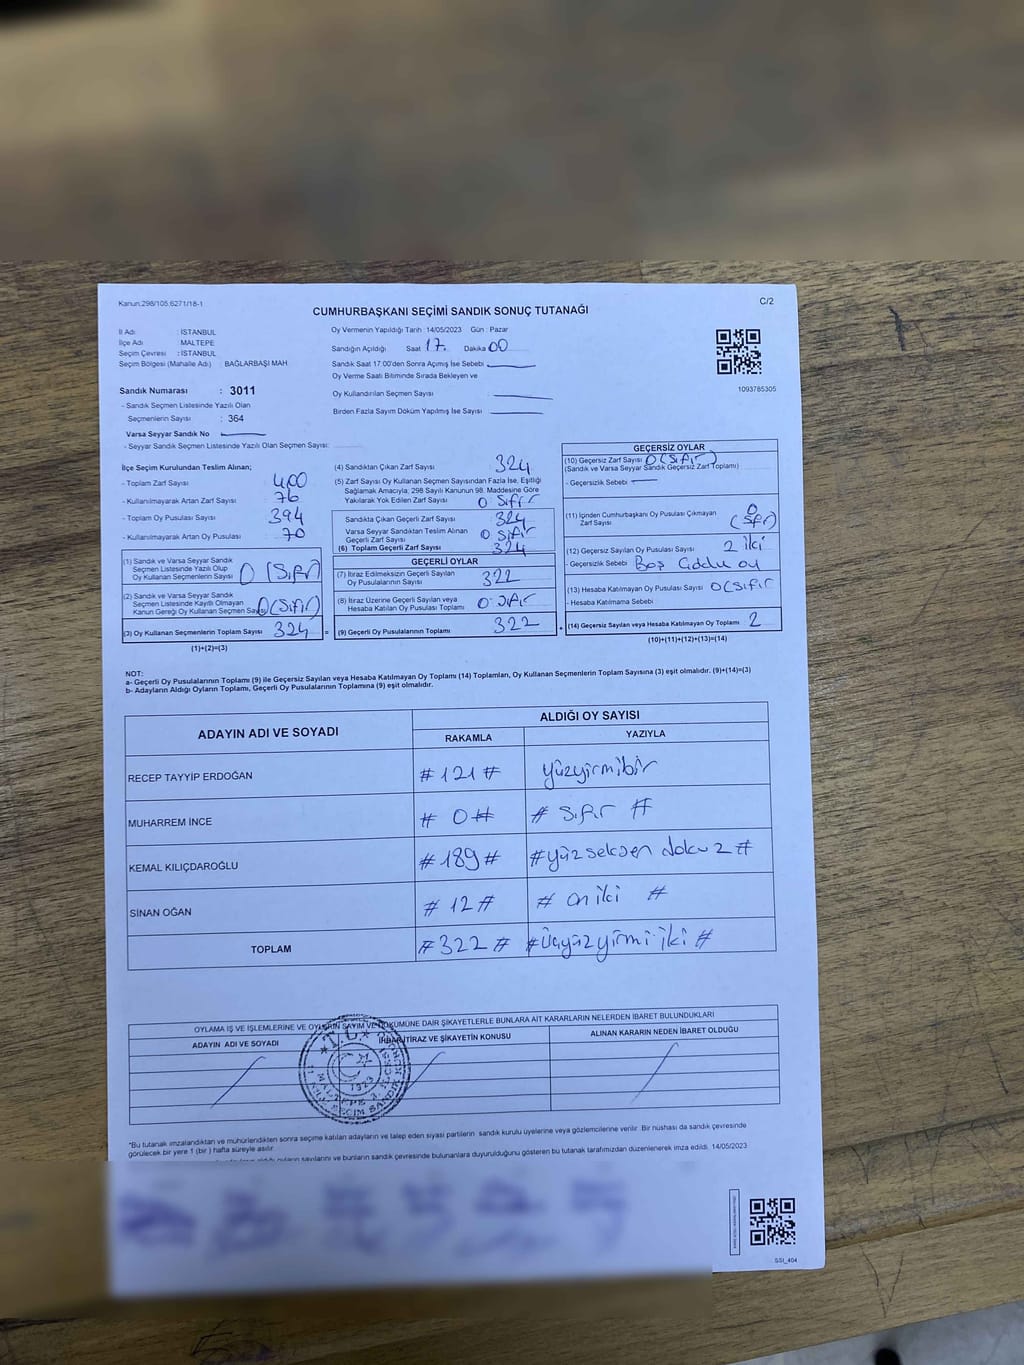 Kanun.298/105.6271/18-1
C/2
CUMHURBAŞKANI SEÇİMİ SANDIK SONUÇ TUTANAĞI
İl Adı : İSTANBUL
İlçe Adı : MALTEPE
Seçim Çevresi : İSTANBUL
Seçim Bölgesi (Mahalle Adı) : BAĞLARBAŞI MAH.
Sandık Numarası : 3011
- Sandık Seçmen Listesinde Yazılı Olan
Seçmenlerin Sayısı : 364
Varsa Seyyar Sandık No
- Seyyar Sandık Seçmen Listesinde Yazılı Olan Seçmen Sayısı:
Oy Vermenin Yapıldığı Tarih :14/05/2023 Gün : Pazar
Sandığın Açıldığı Saat 17. Dakika 00
Sandık Saat 17:00'den Sonra Açımış İse Sebebi
Oy Verme Saati Bitiminde Sırada Bekleyen ve
Oy Kullandırılan Seçmen Sayısı
Birden Fazla Sayım Döküm Yapılmış İse Sayısı
1093785305
İlçe Seçim Kurulundan Teslim Alınan;
- Toplam Zarf Sayısı 400
- Kullanılmayarak Artan Zarf Sayısı 76
- Toplam Oy Pusulası Sayısı 394
- Kullanılmayarak Artan Oy Pusulası 70
(1) Sandık ve Varsa Seyyar Sandık
Seçmen Listesinde Yazılı Olup
Oy Kullanan Seçmenlerin Sayısı 0 (Sıfır)
(2) Sandık ve Varsa Seyyar Sandık
Seçmen Listesinde Kayıtlı Olmayan
Kanun Gereği Oy Kullanan Seçmen Sayısı 0 (Sıfır)
(3) Oy Kullanan Seçmenlerin Toplam Sayısı 324 =
(1)+(2)=(3)
(4) Sandıktan Çıkan Zarf Sayısı 324
(5) Zarf Sayısı Oy Kullanan Seçmen Sayısından Fazla İse, Eşitliği
Sağlamak Amacıyla, 298 Sayılı Kanunun 98. Maddesine Göre
Yakılarak Yok Edilen Zarf Sayısı 0 Sıfır
Sandıkta Çıkan Geçerli Zarf Sayısı 324
Varsa Seyyar Sandıktan Teslim Alınan
Geçerli Zarf Sayısı 0 Sıfır
(6) Toplam Geçerli Zarf Sayısı 324
GEÇERLİ OYLAR
(7) İtiraz Edilmeksizin Geçerli Sayılan
Oy Pusulalarının Sayısı 322
(8) İtiraz Üzerine Geçerli Sayılan veya
Hesaba Katılan Oy Pusulası Toplamı 0 Sıfır
(9) Geçerli Oy Pusulalarının Toplamı 322 +
GEÇERSİZ OYLAR
(10) Geçersiz Zarf Sayısı 0 (Sıfır)
(Sandık ve Varsa Seyyar Sandık Geçersiz Zarf Toplamı)
- Geçersizlik Sebebi
(11) İçinden Cumhurbaşkanı Oy Pusulası Çıkmayan
Zarf Sayısı 0 (Sıfır)
(12) Geçersiz Sayılan Oy Pusulası Sayısı 2 iki
- Geçersizlik Sebebi Boş
(13) Hesaba Katılmayan Oy Pusulası Sayısı 0 (Sıfır
- Hesaba Katılmama Sebebi
(14) Geçersiz Sayılan veya Hesaba Katılmayan Oy Toplamı 2
(10)+(11)+(12)+(13)=(14)
NOT:
a- Geçerli Oy Pusulalarının Toplamı (9) ile Geçersiz Sayılan veya Hesaba Katılmayan Oy Toplamı (14) Toplamları, Oy Kullanan Seçmenlerin Toplam Sayısına (3) eşit olmalıdır. (9)+(14)=(3)
b- Adayların Aldığı Oyların Toplamı, Geçerli Oy Pusulalarının Toplamına (9) eşit olmalıdır.
ADAYIN ADI VE SOYADI
ALDIĞI OY SAYISI
RAKAMLA YAZIYLA
RECEP TAYYİP ERDOĞAN #121# yüzyirmibir
MUHARREM İNCE # 0# # Sıfır #
KEMAL KILIÇDAROĞLU #189# #yüzseksen dokuz#
SİNAN OĞAN #12# # on iki #
TOPLAM #322# #Üçyüzyirmi iki #
OYLAMA İŞ VE İŞLEMLERİNE VE OYLARIN SAYIM VE DÖKÜMÜNE DAİR ŞİKAYETLERLE BUNLARA AİT KARARLARIN NELERDEN İBARET BULUNDUKLARI
ADAYIN ADI VE SOYADI İHBAR, İTİRAZ VE ŞİKAYETİN KONUSU ALINAN KARARIN NEDEN İBARET OLDUĞU
T.C.
1923
*Bu tutanak imzalandıktan ve mühürlendikten sonra seçime katılan adayların ve talep eden siyasi partilerin sandık kurulu üyelerine veya gözlemcilerine verilir. Bir nüshası da sandık çevresinde
görülecek bir yere 1 (bir ) hafta süreyle asılır.
oyların sayılarını ve bunların sandık çevresinde bulunanlara duyurulduğunu gösteren bu tutanak tarafımızdan düzenlenerek imza edildi. 14/05/2023
SSI_404